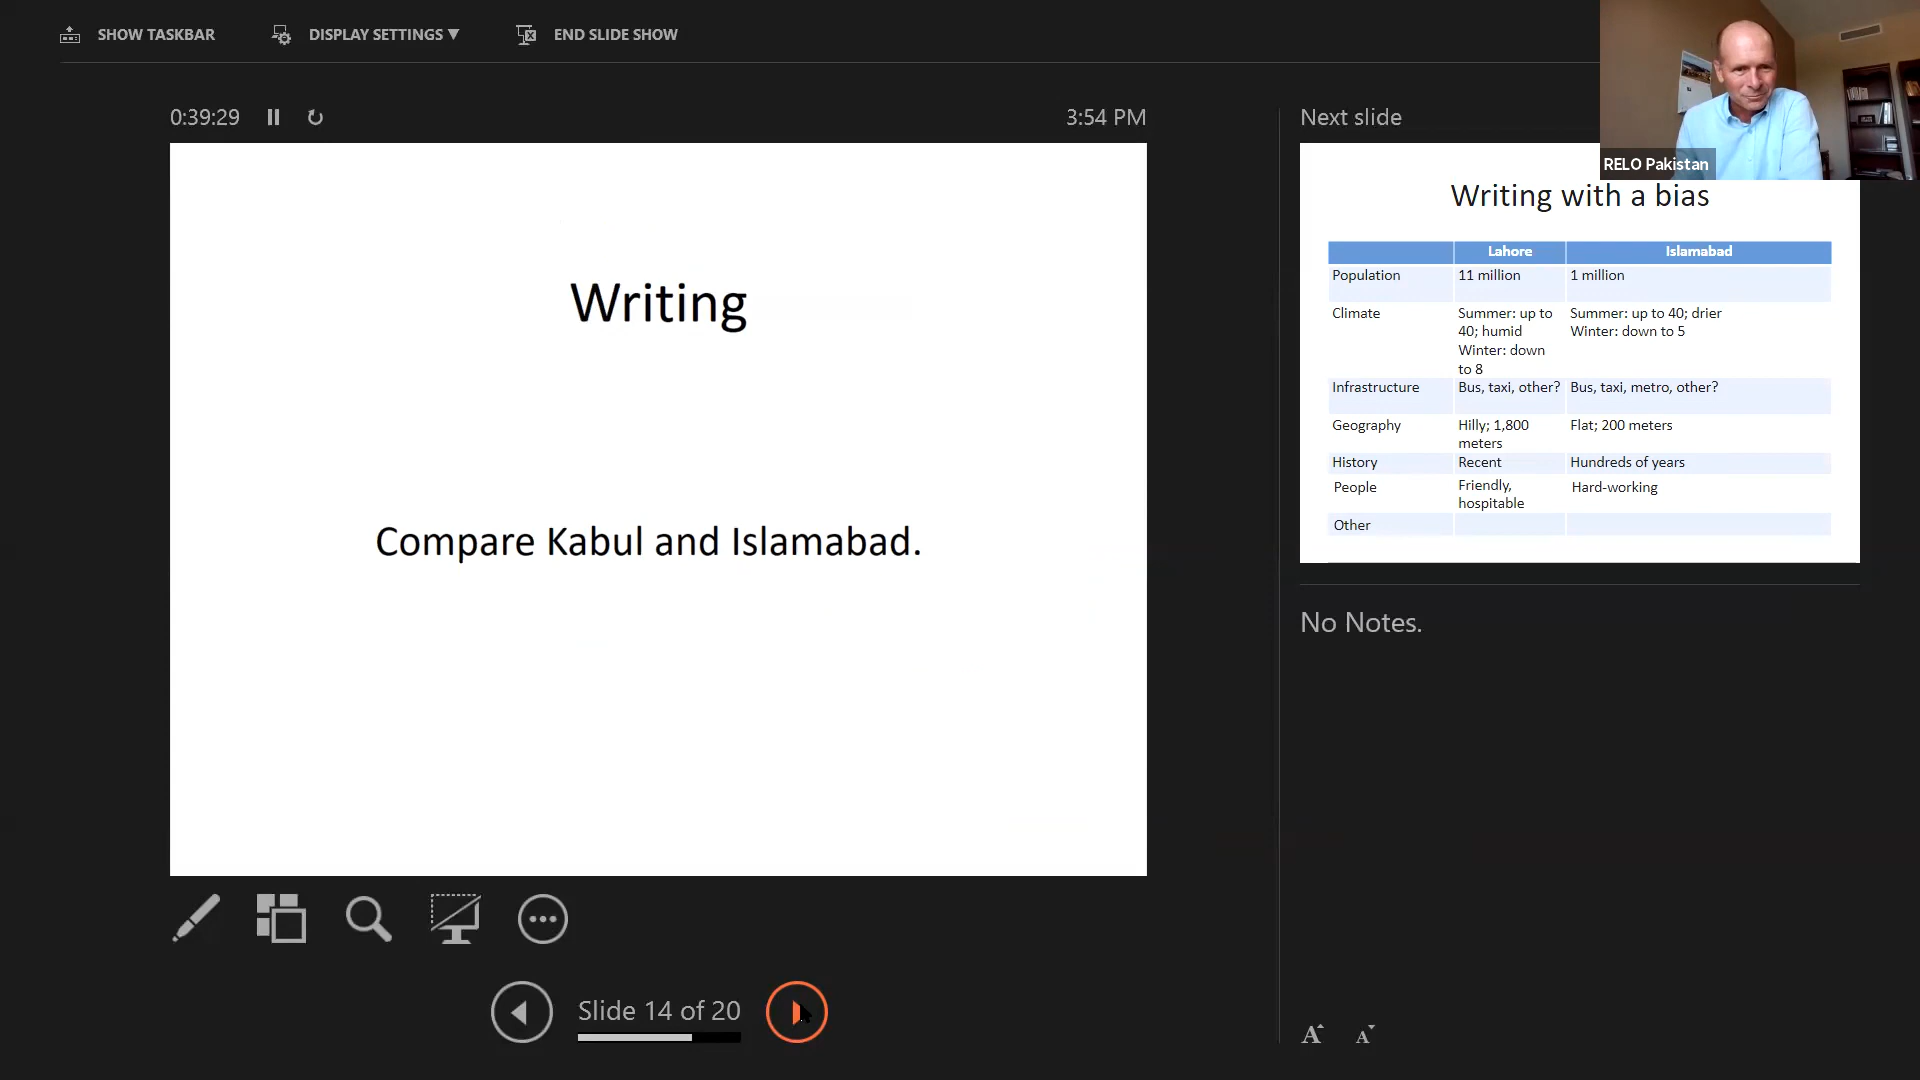 SHOW TASKBAR
DISPLAY SETTINGS ▼
END SLIDE SHOW
0:39:29
3:54 PM
Writing
Compare Kabul and Islamabad.
Slide 14 of 20
Next slide
RELO Pakistan
Writing with a bias
Lahore Islamabad
Population 11 million 1 million
Climate Summer: up to Summer: up to 40; drier
40; humid Winter: down to 5
Winter: down
to 8
Infrastructure Bus, taxi, other? Bus, taxi, metro, other?
Geography Hilly; 1,800 Flat; 200 meters
meters
History Recent Hundreds of years
People Friendly, Hard-working
hospitable
Other
No Notes.
A A